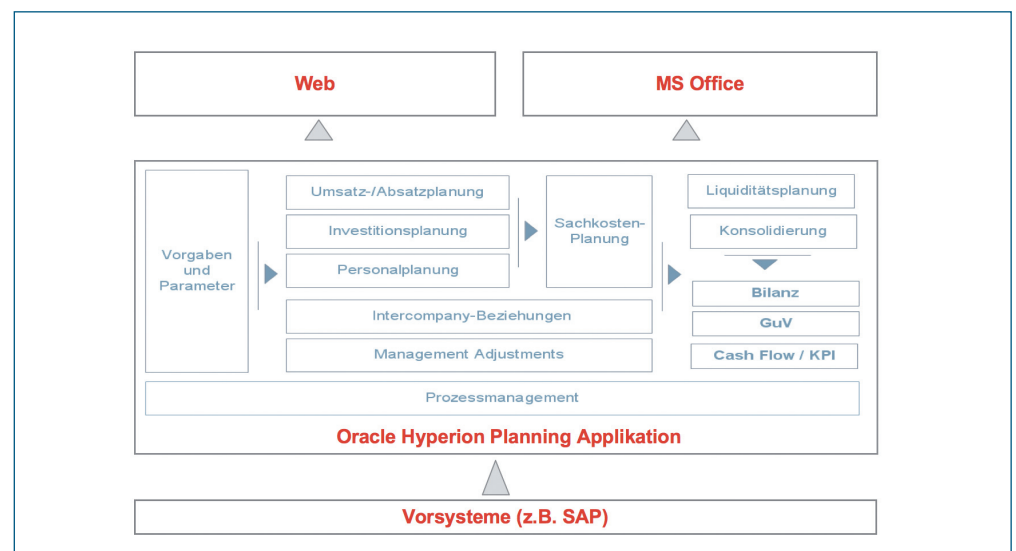 Web
MS Office
Vorgaben
und
Parameter
Umsatz-/Absatzplanung
Investitionsplanung
Personalplanung
Sachkosten-
Planung
Intercompany-Beziehungen
Management Adjustments
Liquiditätsplanung
Konsolidierung
Bilanz
GuV
Cash Flow / KPI
Prozessmanagement
Oracle Hyperion Planning Applikation
Vorsysteme (z.B. SAP)